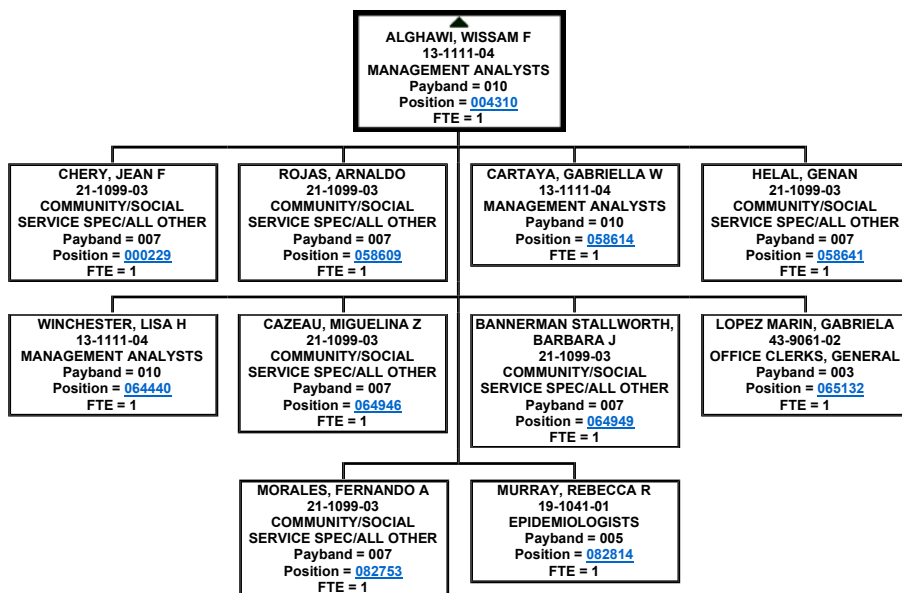 ALGHAWI, WISSAM F
13-1111-04
MANAGEMENT ANALYSTS
Payband = 010
Position = 004310
FTE = 1
CHERY, JEAN F
21-1099-03
COMMUNITY/SOCIAL
SERVICE SPEC/ALL OTHER
Payband = 007
Position = 000229
FTE = 1
ROJAS, ARNALDO
21-1099-03
COMMUNITY/SOCIAL
SERVICE SPEC/ALL OTHER
Payband = 007
Position = 058609
FTE = 1
CARTAYA, GABRIELLA W
13-1111-04
MANAGEMENT ANALYSTS
Payband = 010
Position = 058614
FTE = 1
HELAL, GENAN
21-1099-03
COMMUNITY/SOCIAL
SERVICE SPEC/ALL OTHER
Payband = 007
Position = 058641
FTE = 1
WINCHESTER, LISA H
13-1111-04
MANAGEMENT ANALYSTS
Payband = 010
Position = 064440
FTE = 1
CAZEAU, MIGUELINA Z
21-1099-03
COMMUNITY/SOCIAL
SERVICE SPEC/ALL OTHER
Payband = 007
Position = 064946
FTE = 1
BANNERMAN STALLWORTH,
BARBARA J
21-1099-03
COMMUNITY/SOCIAL
SERVICE SPEC/ALL OTHER
Payband = 007
Position = 064949
FTE = 1
LOPEZ MARIN, GABRIELA
43-9061-02
OFFICE CLERKS, GENERAL
Payband = 003
Position = 065132
FTE = 1
MORALES, FERNANDO A
21-1099-03
COMMUNITY/SOCIAL
SERVICE SPEC/ALL OTHER
Payband = 007
Position = 082753
FTE = 1
MURRAY, REBECCA R
19-1041-01
EPIDEMIOLOGISTS
Payband = 005
Position = 082814
FTE = 1